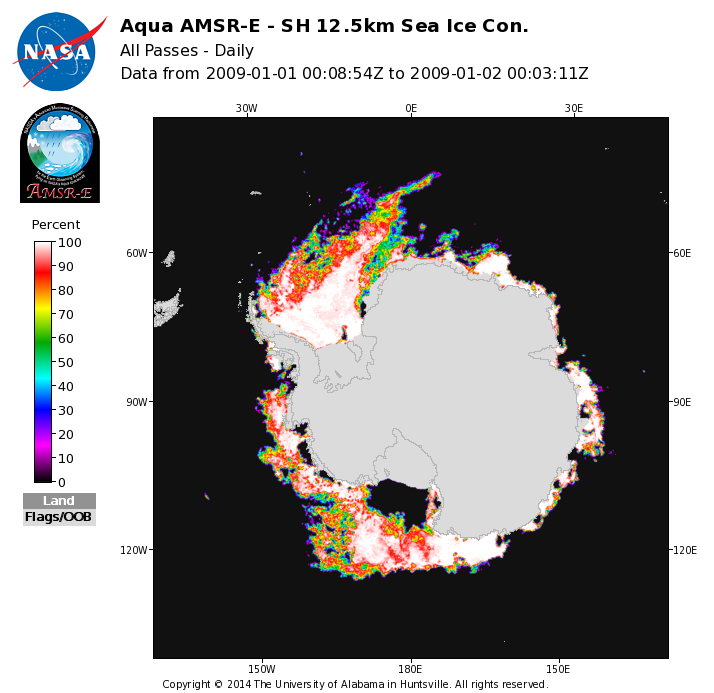 Aqua AMSR-E - SH 12.5km Sea Ice Con.
All Passes - Daily
Data from 2009-01-01 00:08:54Z to 2009-01-02 00:03:11Z
NASA
AMSR-E
30W 0E 30E
Percent
100
90
80
70
60
50
40
30
20
10
0
Land
Flags/OOB
60W 60E
90W 90E
120W 120E
150W 180E 150E
Copyright © 2014 The University of Alabama in Huntsville. All rights reserved.